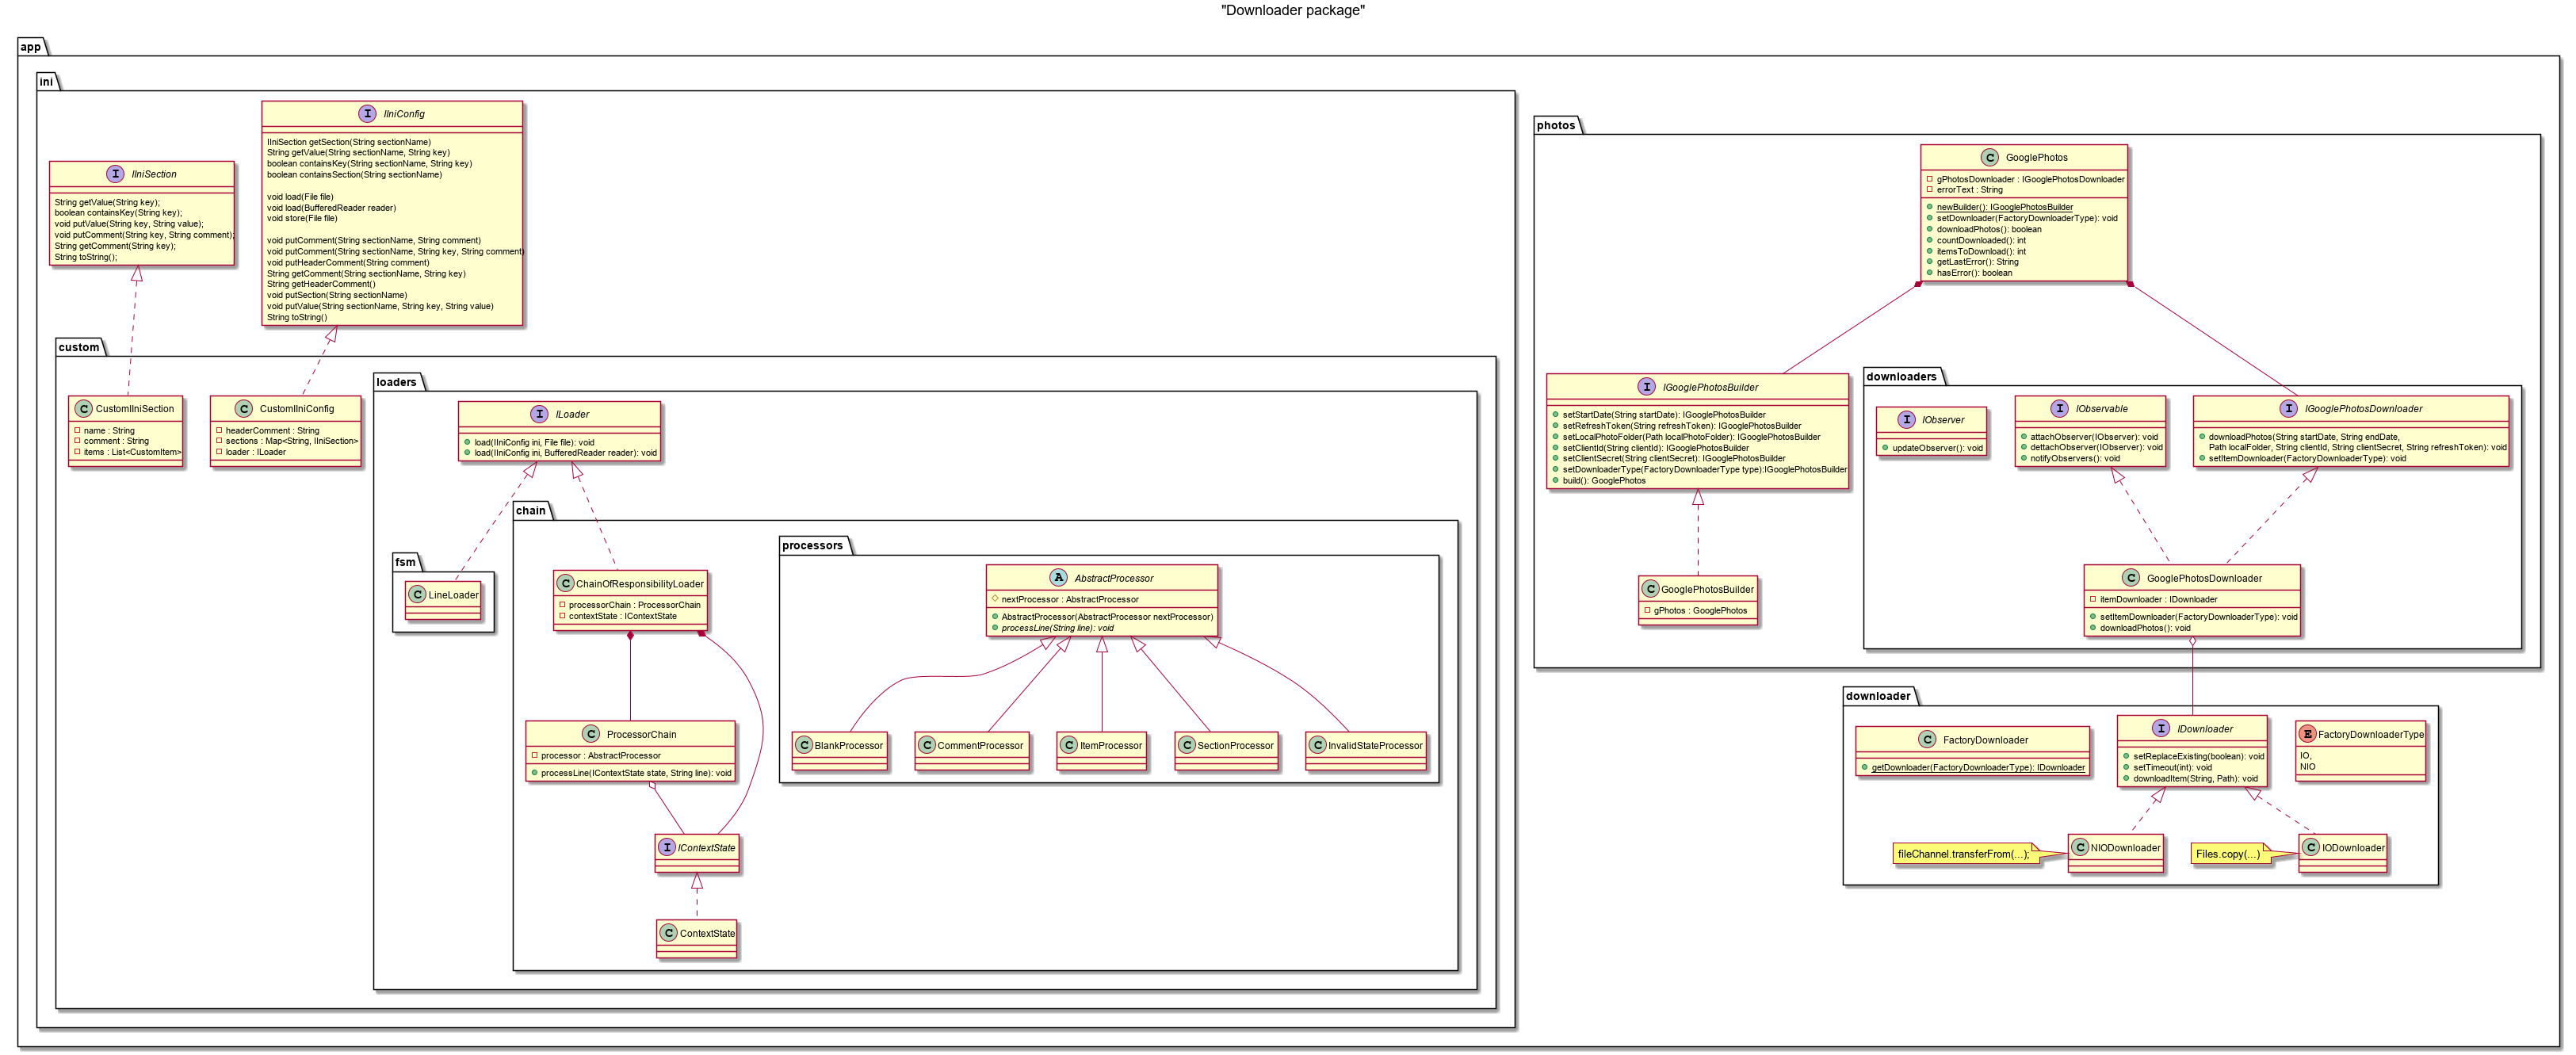 "Downloader package"
app
ini
IIniConfig
IIniSection getSection(String sectionName)
String getValue(String sectionName, String key)
boolean containsKey(String sectionName, String key)
boolean containsSection(String sectionName)
void load(File file)
void load(BufferedReader reader)
void store(File file)
void putComment(String sectionName, String comment)
void putComment(String sectionName, String key, String comment)
void putHeaderComment(String comment)
String getComment(String sectionName, String key)
String getHeaderComment()
void putSection(String sectionName)
void putValue(String sectionName, String key, String value)
String toString()
IIniSection
String getValue(String key);
boolean containsKey(String key);
void putValue(String key, String value);
void putComment(String key, String comment);
String getComment(String key);
String toString();
custom
CustomIIniSection
name : String
comment : String
items : List<CustomItem>
CustomIIniConfig
headerComment : String
sections : Map<String, IIniSection>
loader : ILoader
loaders
ILoader
load(IIniConfig ini, File file): void
load(IIniConfig ini, BufferedReader reader): void
fsm
LineLoader
chain
ChainOfResponsibilityLoader
processorChain : ProcessorChain
contextState : IContextState
ProcessorChain
processor : AbstractProcessor
processLine(IContextState state, String line): void
IContextState
ContextState
processors
AbstractProcessor
nextProcessor : AbstractProcessor
AbstractProcessor(AbstractProcessor nextProcessor)
processLine(String line): void
BlankProcessor
CommentProcessor
ItemProcessor
SectionProcessor
InvalidStateProcessor
photos
GooglePhotos
gPhotosDownloader : IGooglePhotosDownloader
errorText : String
newBuilder(): IGooglePhotosBuilder
setDownloader(FactoryDownloaderType): void
downloadPhotos(): boolean
countDownloaded(): int
itemsToDownload(): int
getLastError(): String
hasError(): boolean
IGooglePhotosBuilder
setStartDate(String startDate): IGooglePhotosBuilder
setRefreshToken(String refreshToken): IGooglePhotosBuilder
setLocalPhotoFolder(Path localPhotoFolder): IGooglePhotosBuilder
setClientId(String clientId): IGooglePhotosBuilder
setClientSecret(String clientSecret): IGooglePhotosBuilder
setDownloaderType(FactoryDownloaderType type):IGooglePhotosBuilder
build(): GooglePhotos
GooglePhotosBuilder
gPhotos : GooglePhotos
downloaders
IObserver
updateObserver(): void
IObservable
attachObserver(IObserver): void
dettachObserver(IObserver): void
notifyObservers(): void
IGooglePhotosDownloader
downloadPhotos(String startDate, String endDate,
Path localFolder, String clientId, String clientSecret, String refreshToken): void
setItemDownloader(FactoryDownloaderType): void
GooglePhotosDownloader
itemDownloader : IDownloader
setItemDownloader(FactoryDownloaderType): void
downloadPhotos(): void
downloader
FactoryDownloader
getDownloader(FactoryDownloaderType): IDownloader
IDownloader
setReplaceExisting(boolean): void
setTimeout(int): void
downloadItem(String, Path): void
FactoryDownloaderType
IO,
NIO
fileChannel.transferFrom(...);
NIODownloader
Files.copy(...)
IODownloader